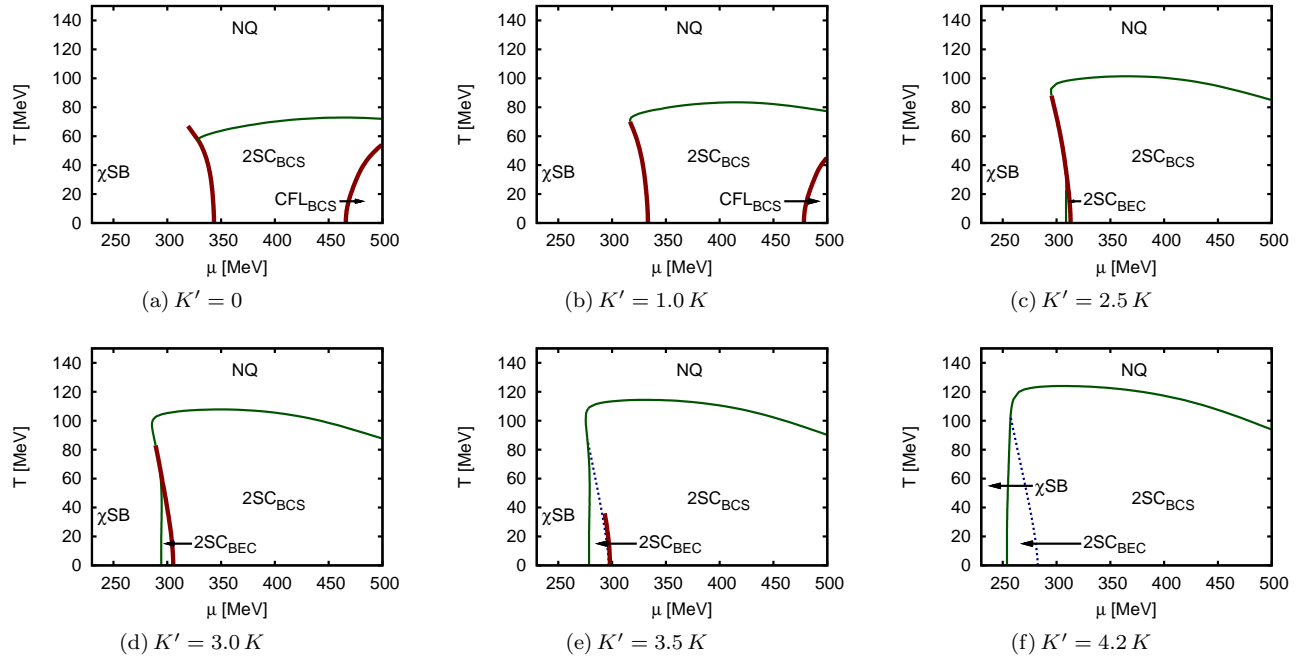 140
120
100
80
60
40
20
0
T [MeV]
NQ
χSB
2SC_BCS
CFL_BCS
250 300 350 400 450 500
μ [MeV]
(a) K′ = 0
140
120
100
80
60
40
20
0
T [MeV]
NQ
χSB
2SC_BCS
CFL_BCS
250 300 350 400 450 500
μ [MeV]
(b) K′ = 1.0 K
140
120
100
80
60
40
20
0
T [MeV]
NQ
χSB
2SC_BCS
2SC_BEC
250 300 350 400 450 500
μ [MeV]
(c) K′ = 2.5 K
140
120
100
80
60
40
20
0
T [MeV]
NQ
χSB
2SC_BCS
2SC_BEC
250 300 350 400 450 500
μ [MeV]
(d) K′ = 3.0 K
140
120
100
80
60
40
20
0
T [MeV]
NQ
χSB
2SC_BCS
2SC_BEC
250 300 350 400 450 500
μ [MeV]
(e) K′ = 3.5 K
140
120
100
80
60
40
20
0
T [MeV]
NQ
χSB
2SC_BCS
2SC_BEC
250 300 350 400 450 500
μ [MeV]
(f) K′ = 4.2 K